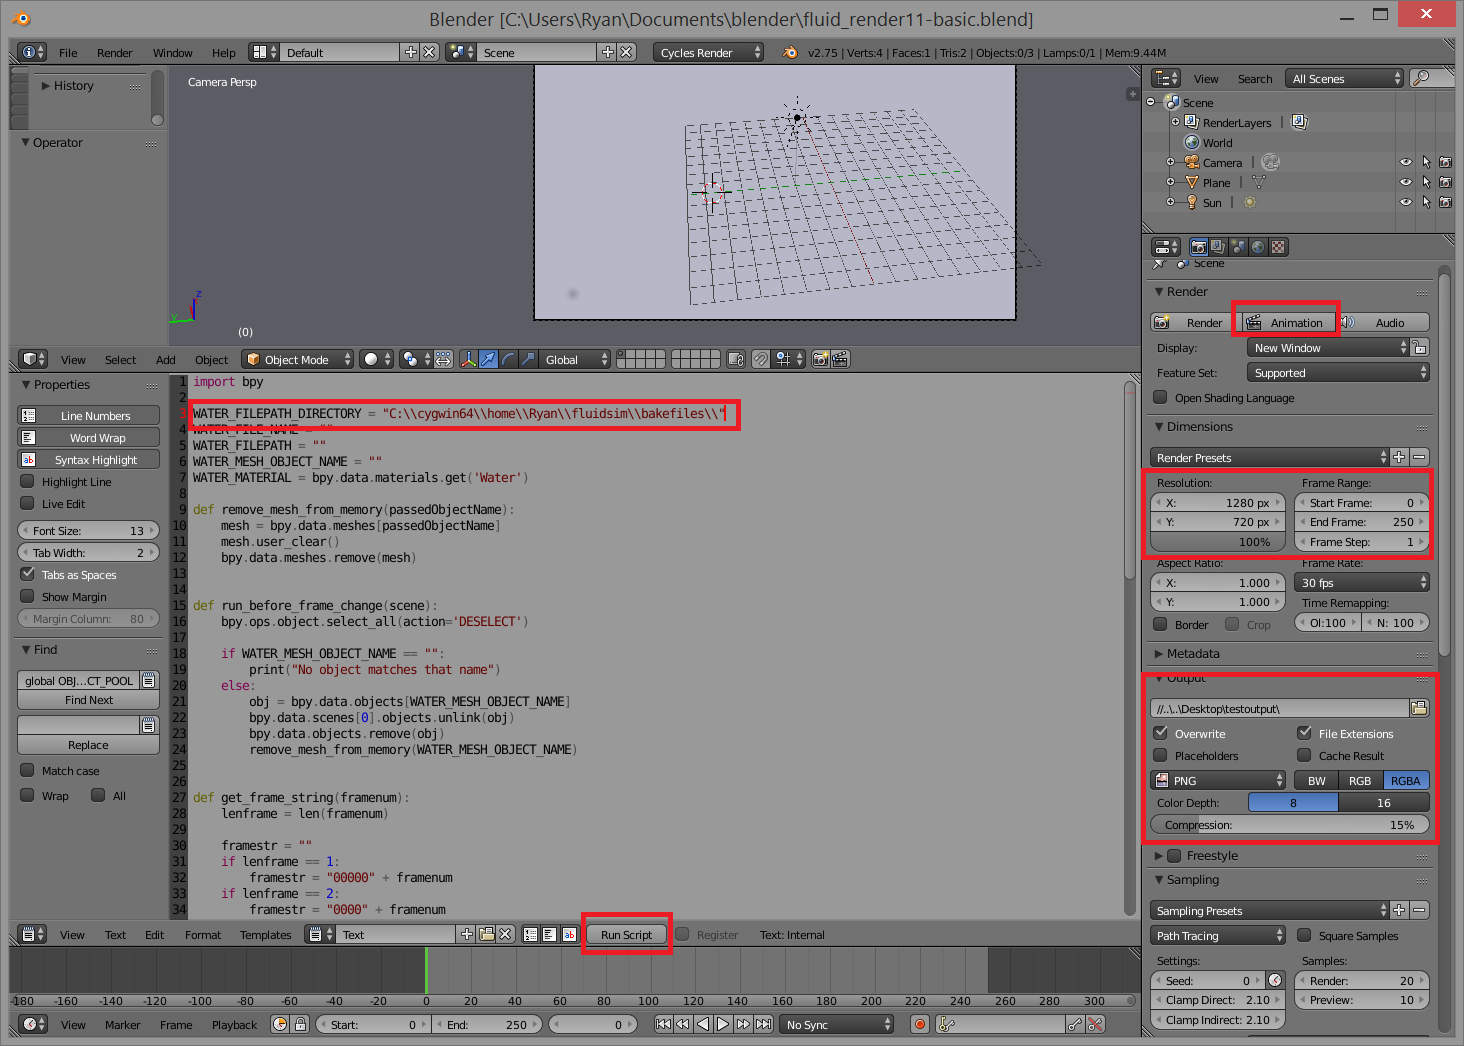 Blender [C:\Users\Ryan\Documents\blender\fluid_render11-basic.blend]
File Render Window Help Default Scene Cycles Render v2.75 | Verts:4 | Faces:1 | Tris:2 | Objects:0/3 | Lamps:0/1 | Mem:9.44M
History
Operator
Camera Persp
z
y
(0)
View Select Add Object Object Mode Global
View Search All Scenes
Scene
RenderLayers |
World
Camera |
Plane |
Sun |
Scene
Render
Render Animation Audio
Display: New Window
Feature Set: Supported
Open Shading Language
Dimensions
Render Presets
Resolution: Frame Range:
X: 1280 px Start Frame: 0
Y: 720 px End Frame: 250
100% Frame Step: 1
Aspect Ratio: Frame Rate:
X: 1.000 30 fps
Y: 1.000 Time Remapping:
Border Crop Ol:100 N: 100
Metadata
Output
//..\..\Desktop\testoutput\
Overwrite File Extensions
Placeholders Cache Result
PNG BW RGB RGBA
Color Depth: 8 16
Compression: 15%
Freestyle
Sampling
Sampling Presets
Path Tracing Square Samples
Settings: Samples:
Seed: 0 Render: 20
Clamp Direct: 2.10 Preview: 10
Clamp Indirect: 2.10
Properties
Line Numbers
Word Wrap
Syntax Highlight
Highlight Line
Live Edit
Font Size: 13
Tab Width: 2
Tabs as Spaces
Show Margin
Margin Column: 80
Find
global OBJ...CT_POOL
Find Next
Replace
Match case
Wrap All
1 import bpy
2
WATER_FILEPATH_DIRECTORY = "C:\\cygwin64\\home\\Ryan\\fluidsim\\bakefiles\\"
4 WATER_FILE_NAME = ""
5 WATER_FILEPATH = ""
6 WATER_MESH_OBJECT_NAME = ""
7 WATER_MATERIAL = bpy.data.materials.get('Water')
8
9 def remove_mesh_from_memory(passedObjectName):
10 mesh = bpy.data.meshes[passedObjectName]
11 mesh.user_clear()
12 bpy.data.meshes.remove(mesh)
13
14
15 def run_before_frame_change(scene):
16 bpy.ops.object.select_all(action='DESELECT')
17
18 if WATER_MESH_OBJECT_NAME == "":
19 print("No object matches that name")
20 else:
21 obj = bpy.data.objects[WATER_MESH_OBJECT_NAME]
22 bpy.data.scenes[0].objects.unlink(obj)
23 bpy.data.objects.remove(obj)
24 remove_mesh_from_memory(WATER_MESH_OBJECT_NAME)
25
26
27 def get_frame_string(framenum):
28 lenframe = len(framenum)
29
30 framestr = ""
31 if lenframe == 1:
32 framestr = "00000" + framenum
33 if lenframe == 2:
34 framestr = "0000" + framenum
View Text Edit Format Templates Text Run Script Register Text: Internal
-180 -160 -140 -120 -100 -80 -60 -40 -20 0 20 40 60 80 100 120 140 160 180 200 220 240 260 280 300
View Marker Frame Playback Start: 0 End: 250 0 No Sync